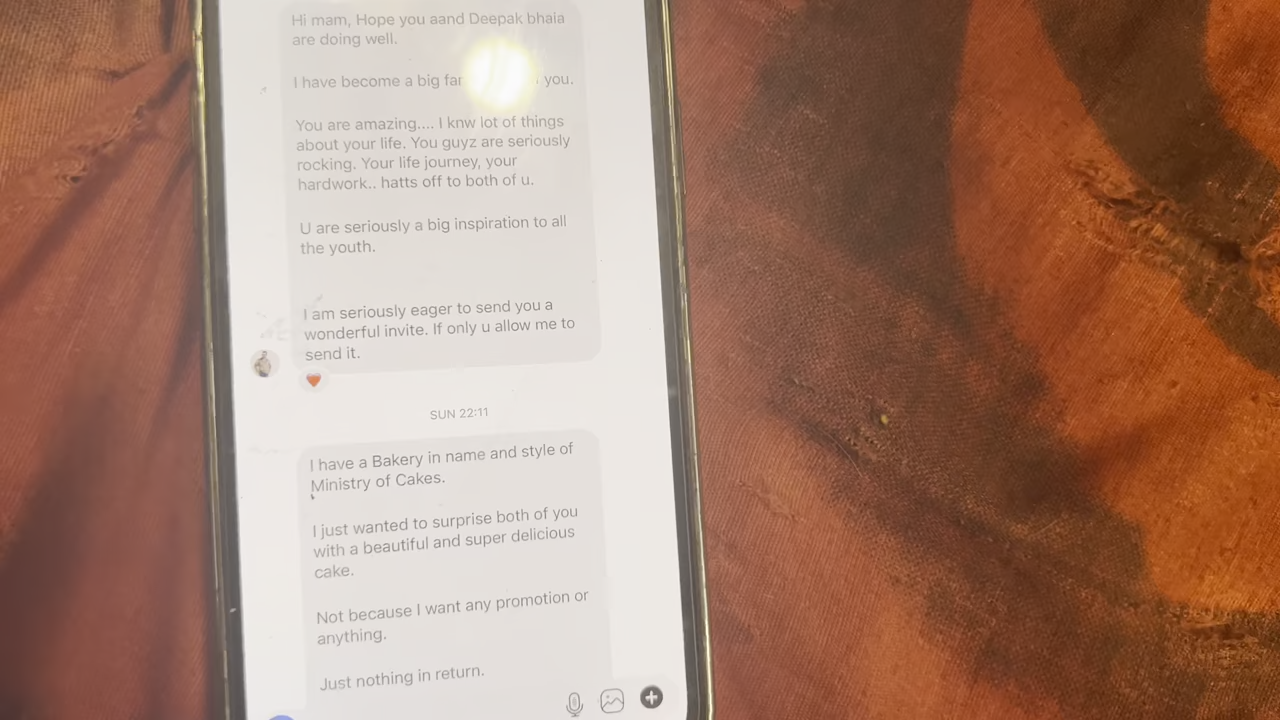 Hi mam, Hope you aand Deepak bhaia
are doing well.
I have become a big you.
You are amazing.... I knw lot of things
about your life. You guyz are seriously
rocking. Your life journey, your
hardwork.. hatts off to both of u.
U are seriously a big inspiration to all
the youth.
I am seriously eager to send you a
wonderful invite. If only u allow me to
send it.
SUN 22:11
I have a Bakery in name and style of
Ministry of Cakes.
I just wanted to surprise both of you
with a beautiful and super delicious
cake.
Not because I want any promotion or
anything.
Just nothing in return.